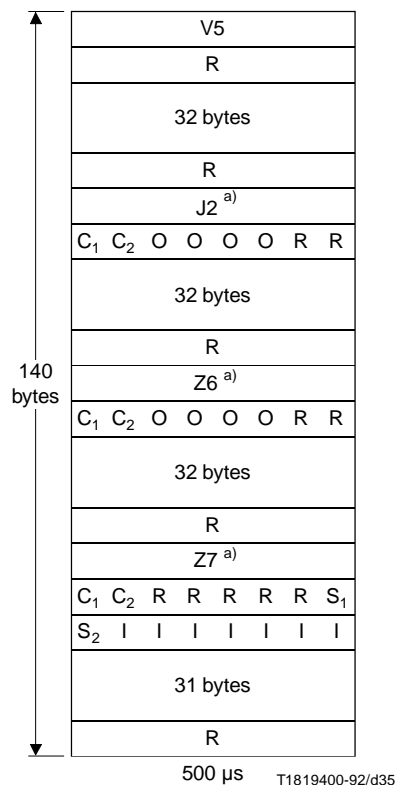 V5
R
32 bytes
R
J2 a)
C1 C2 O O O O R R
32 bytes
R
140
bytes
Z6 a)
C1 C2 O O O O R R
32 bytes
R
Z7 a)
C1 C2 R R R R R S1
S2 I I I I I I I
31 bytes
R
500 µs
T1819400-92/d35